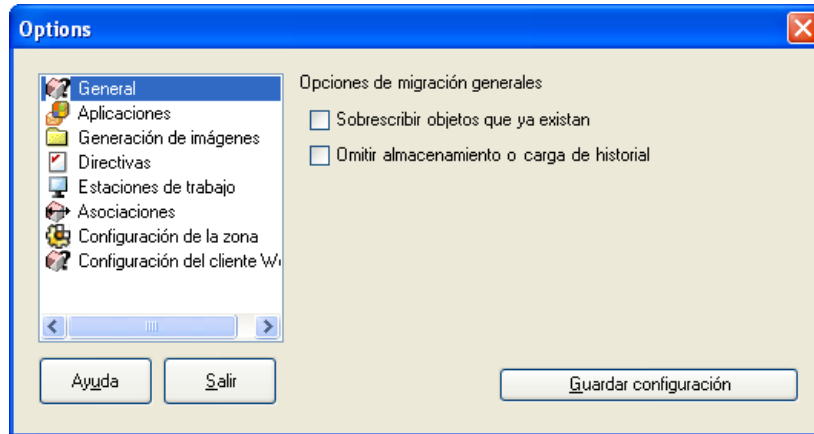 Options
General
Aplicaciones
Generación de imágenes
Directivas
Estaciones de trabajo
Asociaciones
Configuración de la zona
Configuración del cliente W
Opciones de migración generales
Sobrescribir objetos que ya existan
Omitir almacenamiento o carga de historial
Ayuda
Salir
Guardar configuración